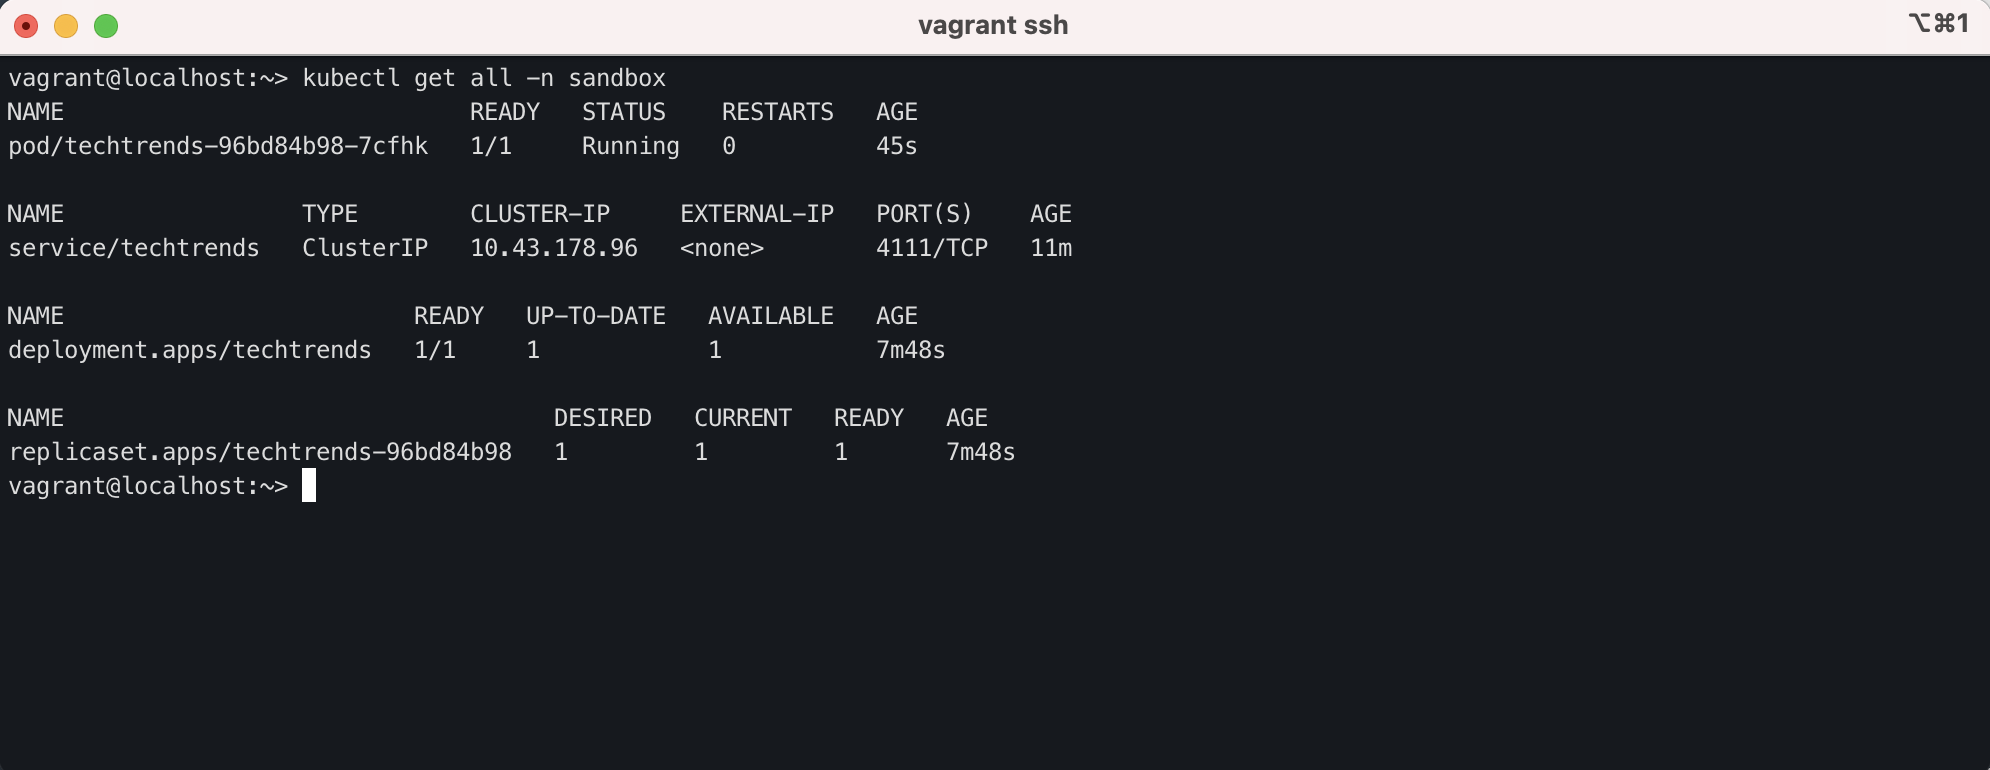 vagrant ssh
⌥⌘1
vagrant@localhost:~> kubectl get all -n sandbox
NAME                             READY   STATUS    RESTARTS   AGE
pod/techtrends-96bd84b98-7cfhk   1/1     Running   0          45s
NAME                 TYPE        CLUSTER-IP     EXTERNAL-IP   PORT(S)    AGE
service/techtrends   ClusterIP   10.43.178.96   <none>        4111/TCP   11m
NAME                         READY   UP-TO-DATE   AVAILABLE   AGE
deployment.apps/techtrends   1/1     1            1           7m48s
NAME                                   DESIRED   CURRENT   READY   AGE
replicaset.apps/techtrends-96bd84b98   1         1         1       7m48s
vagrant@localhost:~>